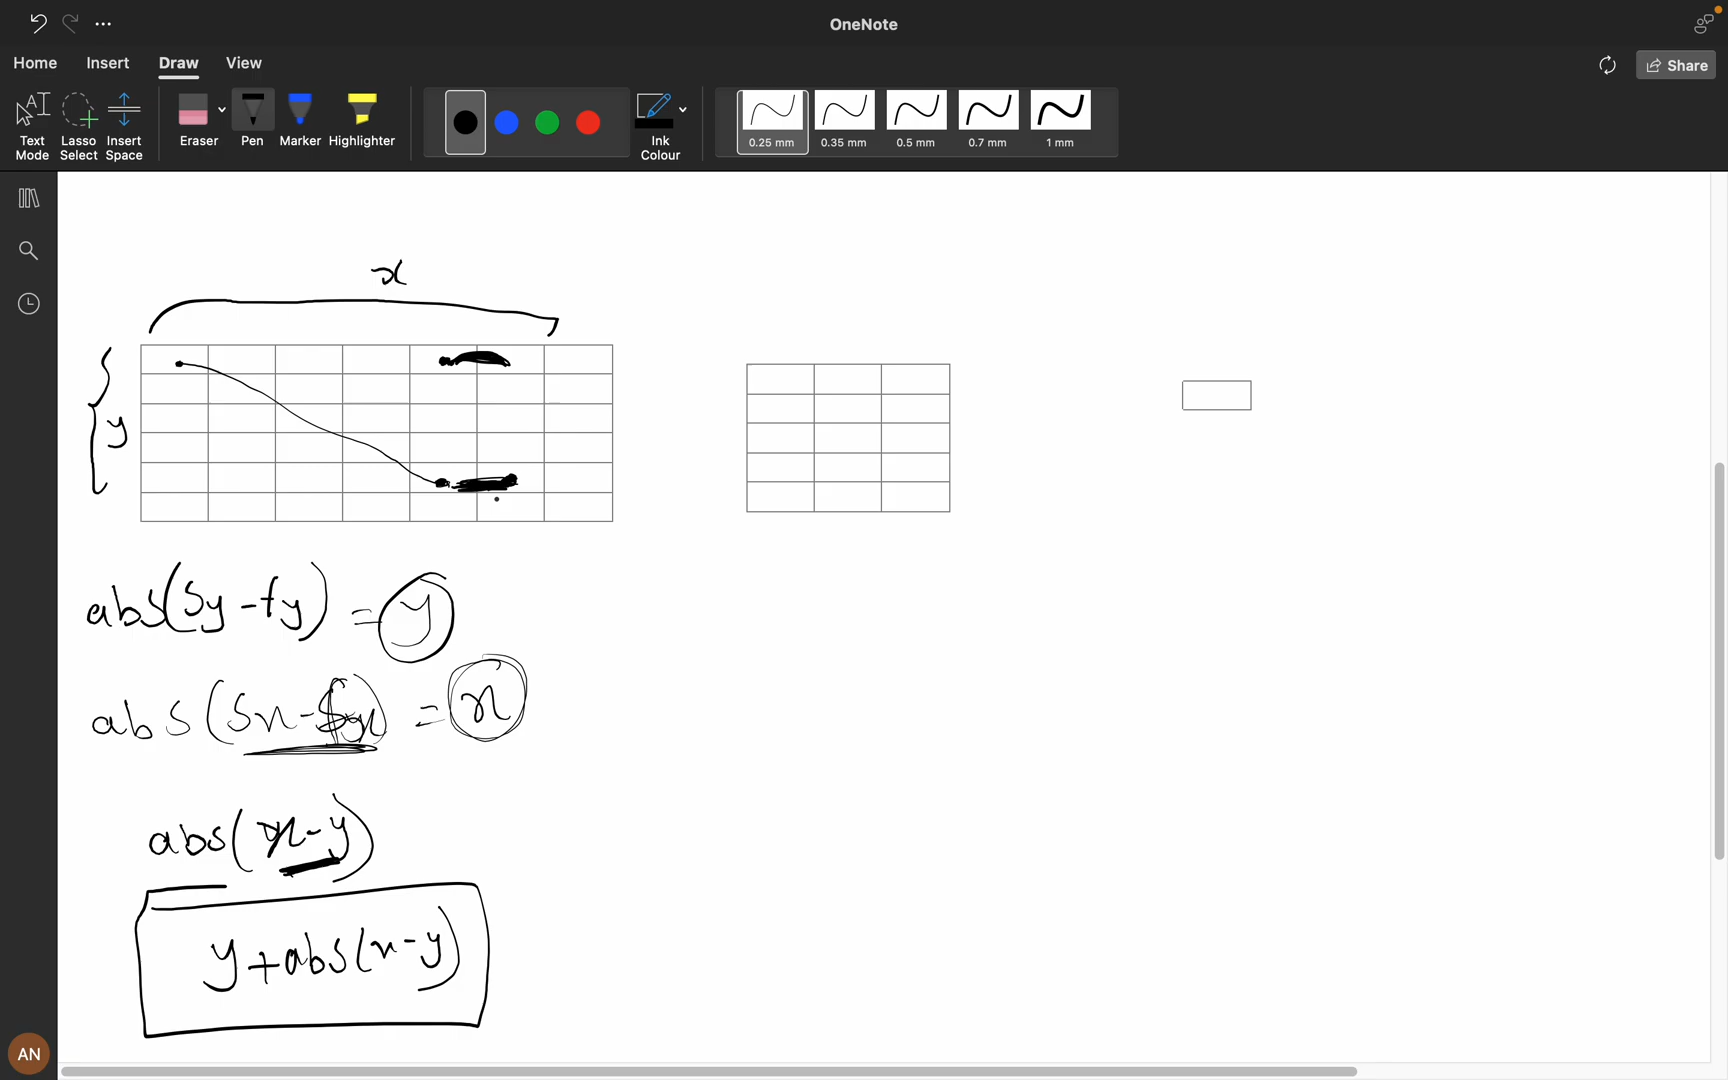 OneNote
Home Insert Draw View
Share
Text Mode
Lasso Select
Insert Space
Eraser
Pen
Marker
Highlighter
Ink Colour
0.25 mm
0.35 mm
0.5 mm
0.7 mm
1 mm
x
y
abs(Sy - fy) = y
abs(Sx - fx) = x
abs(x - y)
y + abs(x - y)
AN